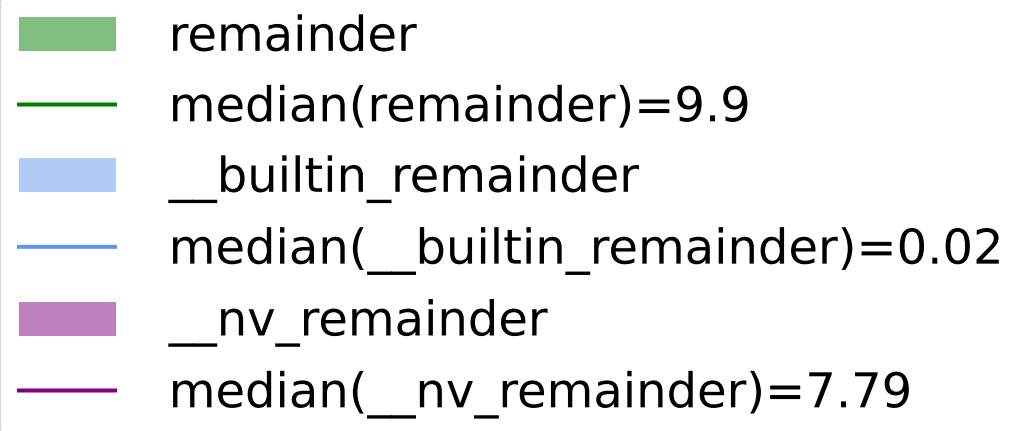 remainder
median(remainder)=9.9
__builtin_remainder
median(__builtin_remainder)=0.02
__nv_remainder
median(__nv_remainder)=7.79